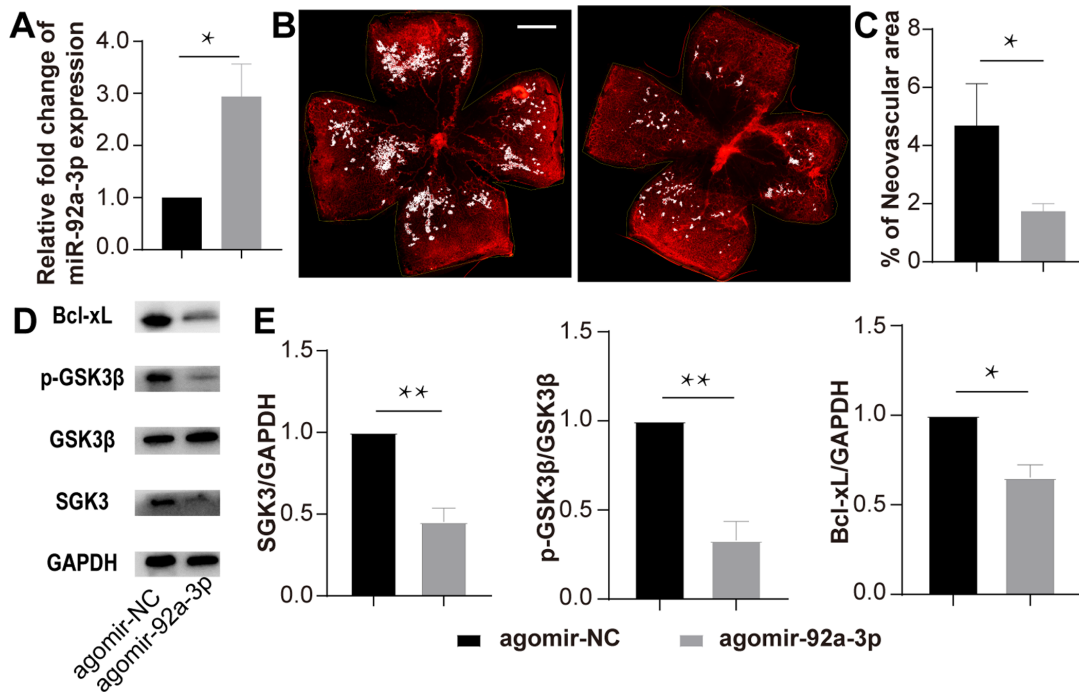 A
Relative fold change of
miR-92a-3p expression
4.0
3.0
2.0
1.0
0.0
*
B
C
% of Neovascular area
8
6
4
2
0
*
D
Bcl-xL
p-GSK3β
GSK3β
SGK3
GAPDH
agomir-NC
agomir-92a-3p
E
SGK3/GAPDH
1.5
1.0
0.5
0.0
**
p-GSK3β/GSK3β
1.5
1.0
0.5
0.0
**
Bcl-xL/GAPDH
1.5
1.0
0.5
0.0
*
agomir-NC
agomir-92a-3p